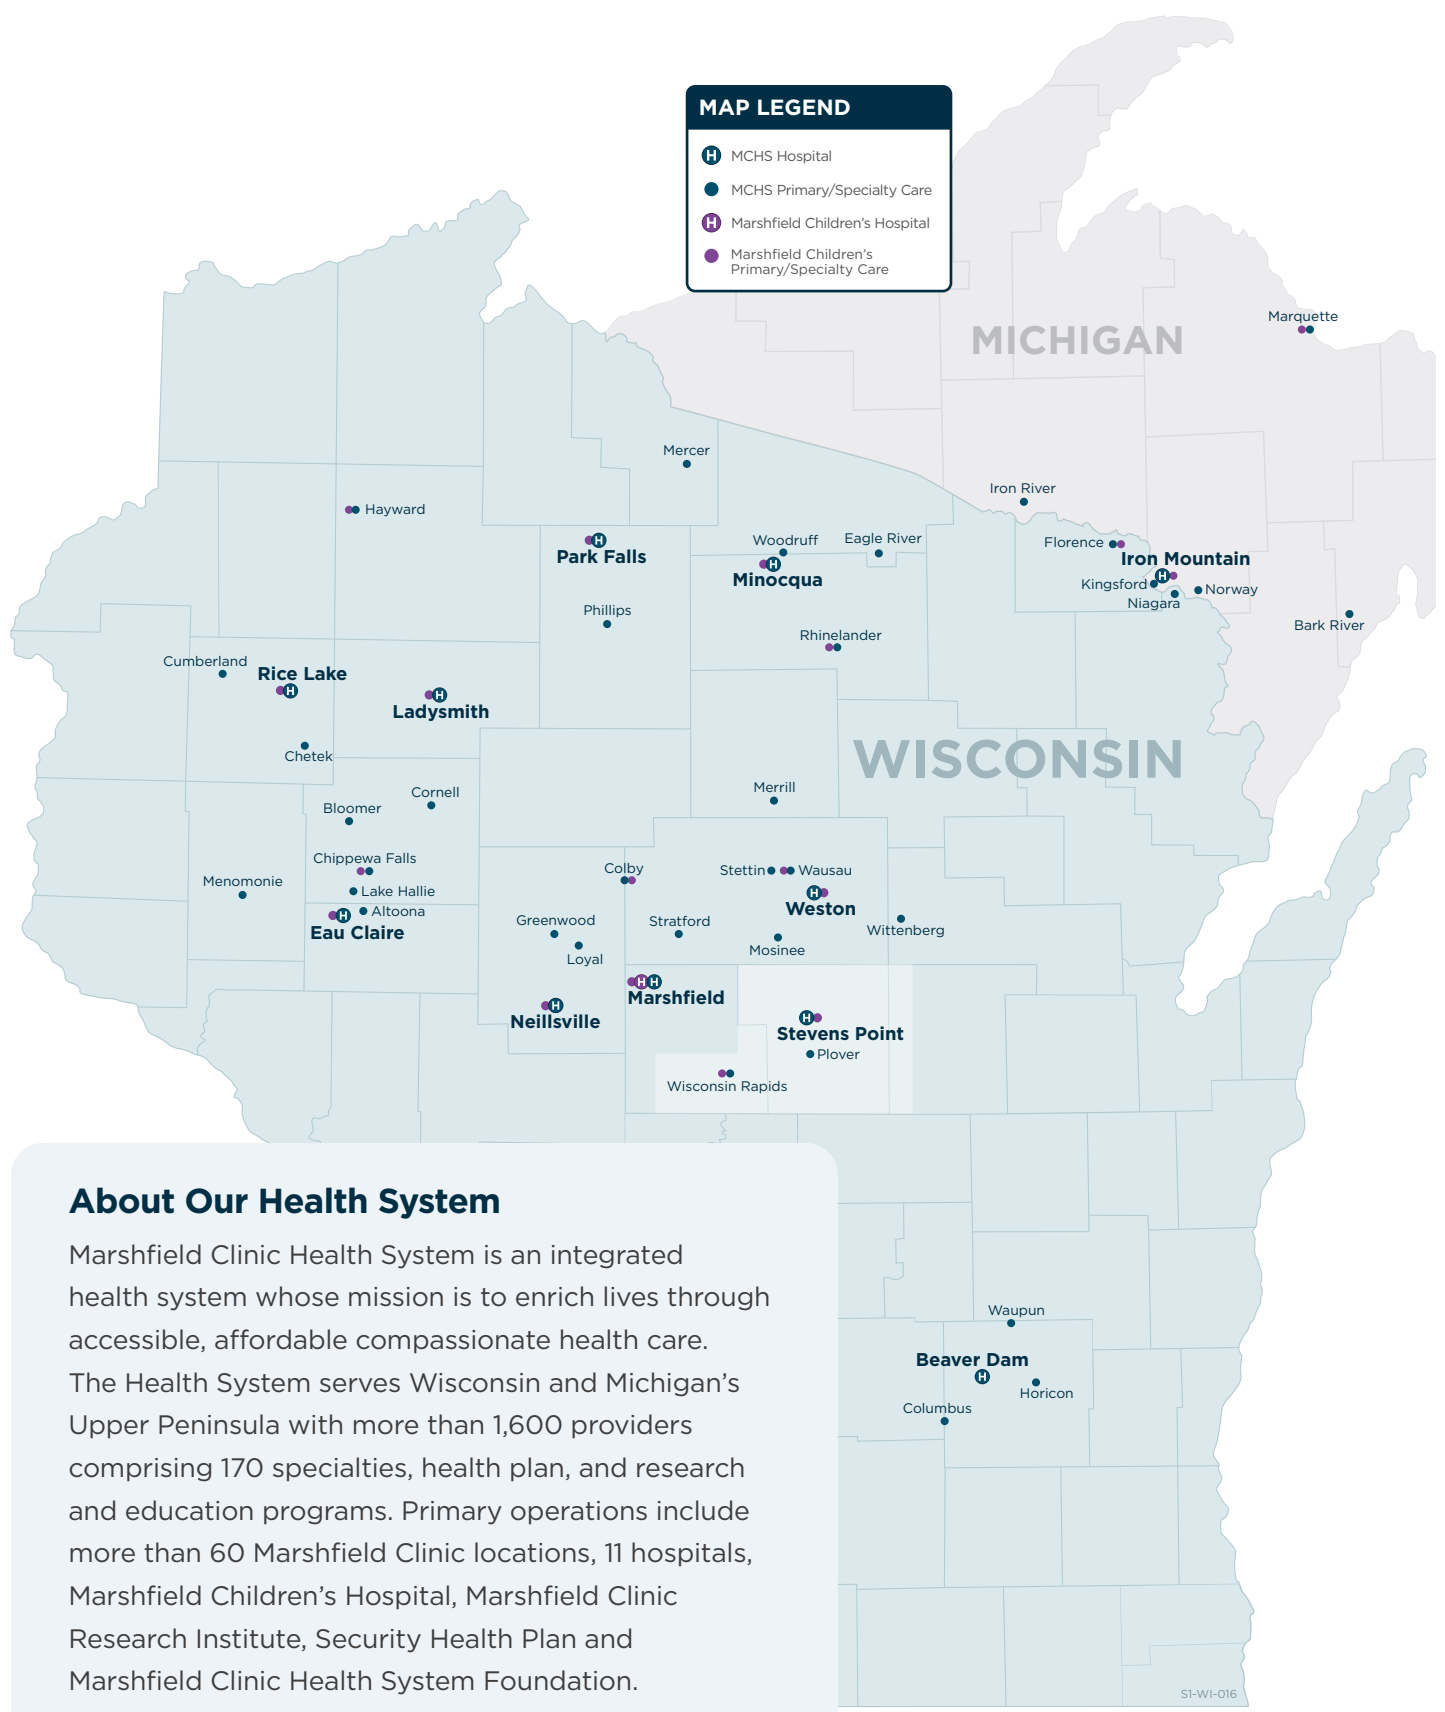 MAP LEGEND
H MCHS Hospital
MCHS Primary/Specialty Care
H Marshfield Children's Hospital
Marshfield Children's
Primary/Specialty Care
MICHIGAN
Marquette
Mercer
Iron River
Hayward
Park Falls
H
Woodruff
Eagle River
Minocqua
H
Florence
Iron Mountain
H
Kingsford
Norway
Niagara
Bark River
Phillips
Rhinelander
Cumberland
Rice Lake
H
Ladysmith
H
Chetek
WISCONSIN
Merrill
Cornell
Bloomer
Chippewa Falls
Lake Hallie
Menomonie
Altoona
H
Eau Claire
Colby
Stettin
Wausau
H
Weston
Greenwood
Loyal
Stratford
Mosinee
Wittenberg
H H
Marshfield
H
Neillsville
H
Stevens Point
Plover
Wisconsin Rapids
Waupun
Beaver Dam
H
Horicon
Columbus
About Our Health System
Marshfield Clinic Health System is an integrated
health system whose mission is to enrich lives through
accessible, affordable compassionate health care.
The Health System serves Wisconsin and Michigan's
Upper Peninsula with more than 1,600 providers
comprising 170 specialties, health plan, and research
and education programs. Primary operations include
more than 60 Marshfield Clinic locations, 11 hospitals,
Marshfield Children's Hospital, Marshfield Clinic
Research Institute, Security Health Plan and
Marshfield Clinic Health System Foundation.
S1-WI-016